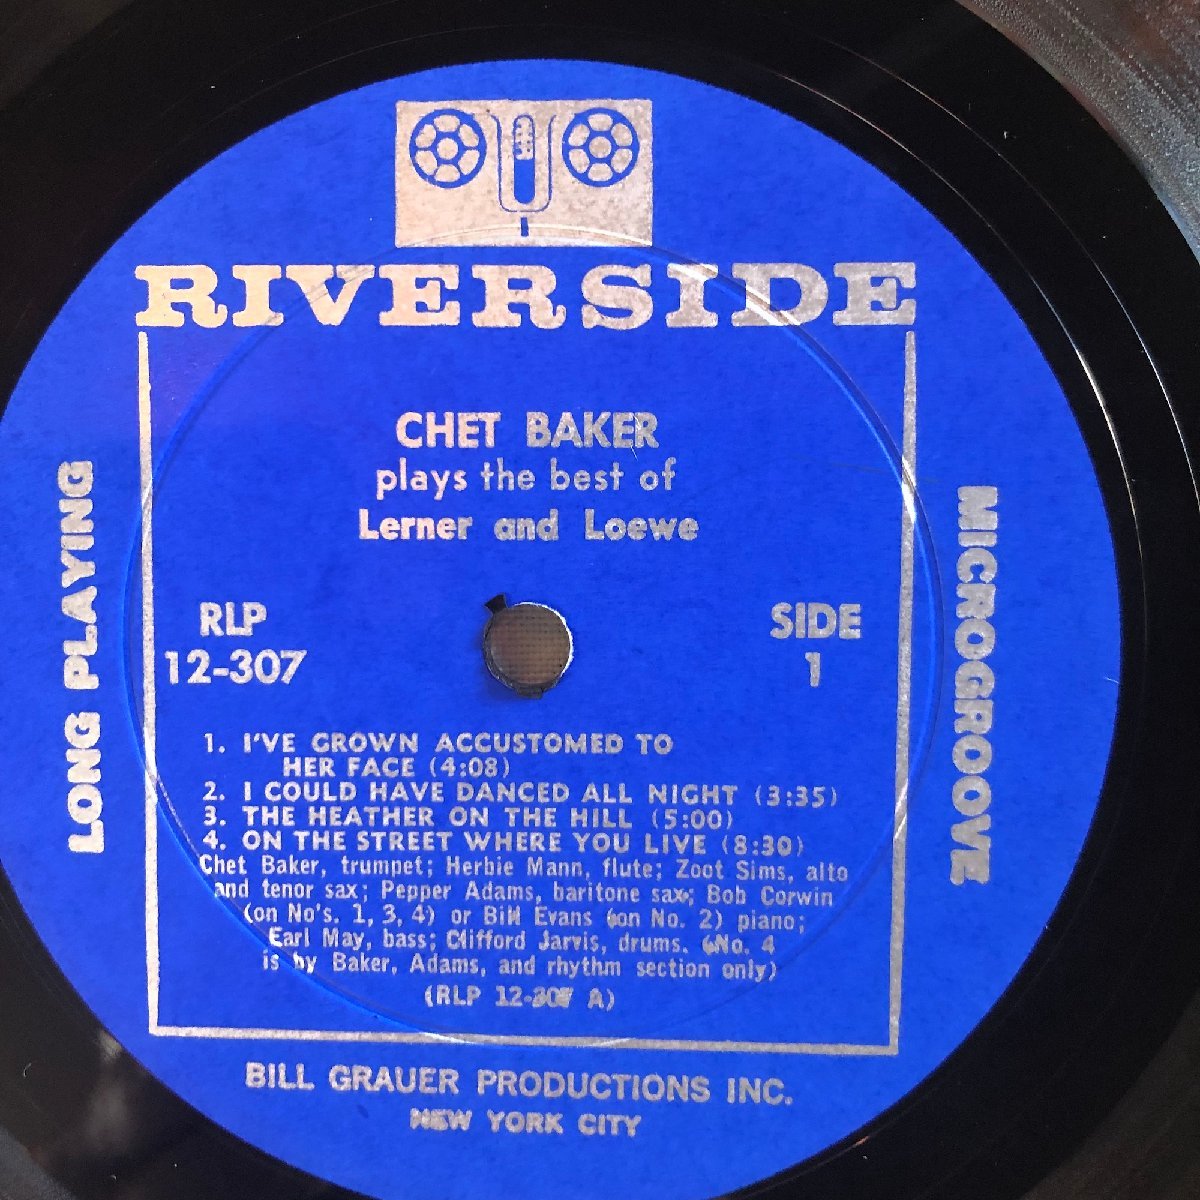 RIVERSIDE
CHET BAKER
plays the best of
Lerner and Loewe
LONG PLAYING
MICROGROOVE
RLP
12-307
SIDE
1
1. I'VE GROWN ACCUSTOMED TO
HER FACE (4:08)
2. I COULD HAVE DANCED ALL NIGHT (3:35)
3. THE HEATHER ON THE HILL (5:00)
4. ON THE STREET WHERE YOU LIVE (8:30)
Chet Baker, trumpet; Herbie Mann, flute; Zoot Sims, alto
and tenor sax; Pepper Adams, baritone sax; Bob Corwin
(on No's. 1, 3, 4) or Bill Evans (on No. 2) piano;
Earl May, bass; Clifford Jarvis, drums. (No. 4
is by Baker, Adams, and rhythm section only)
(RLP 12-307 A)
BILL GRAUER PRODUCTIONS INC.
NEW YORK CITY